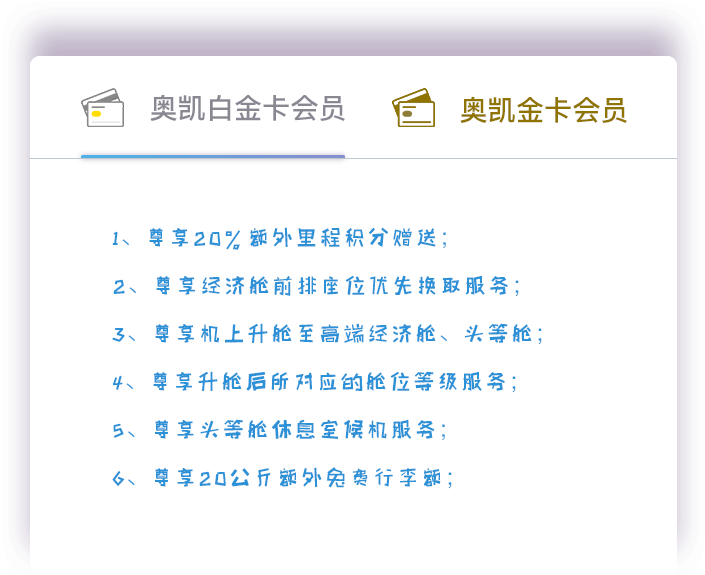 奥凯白金卡会员 奥凯金卡会员
1、尊享20%额外里程积分赠送；
2、尊享经济舱前排座位优先换取服务；
3、尊享机上升舱至高端经济舱、头等舱；
4、尊享升舱后所对应的舱位等级服务；
5、尊享头等舱休息室候机服务；
6、尊享20公斤额外免费行李额；